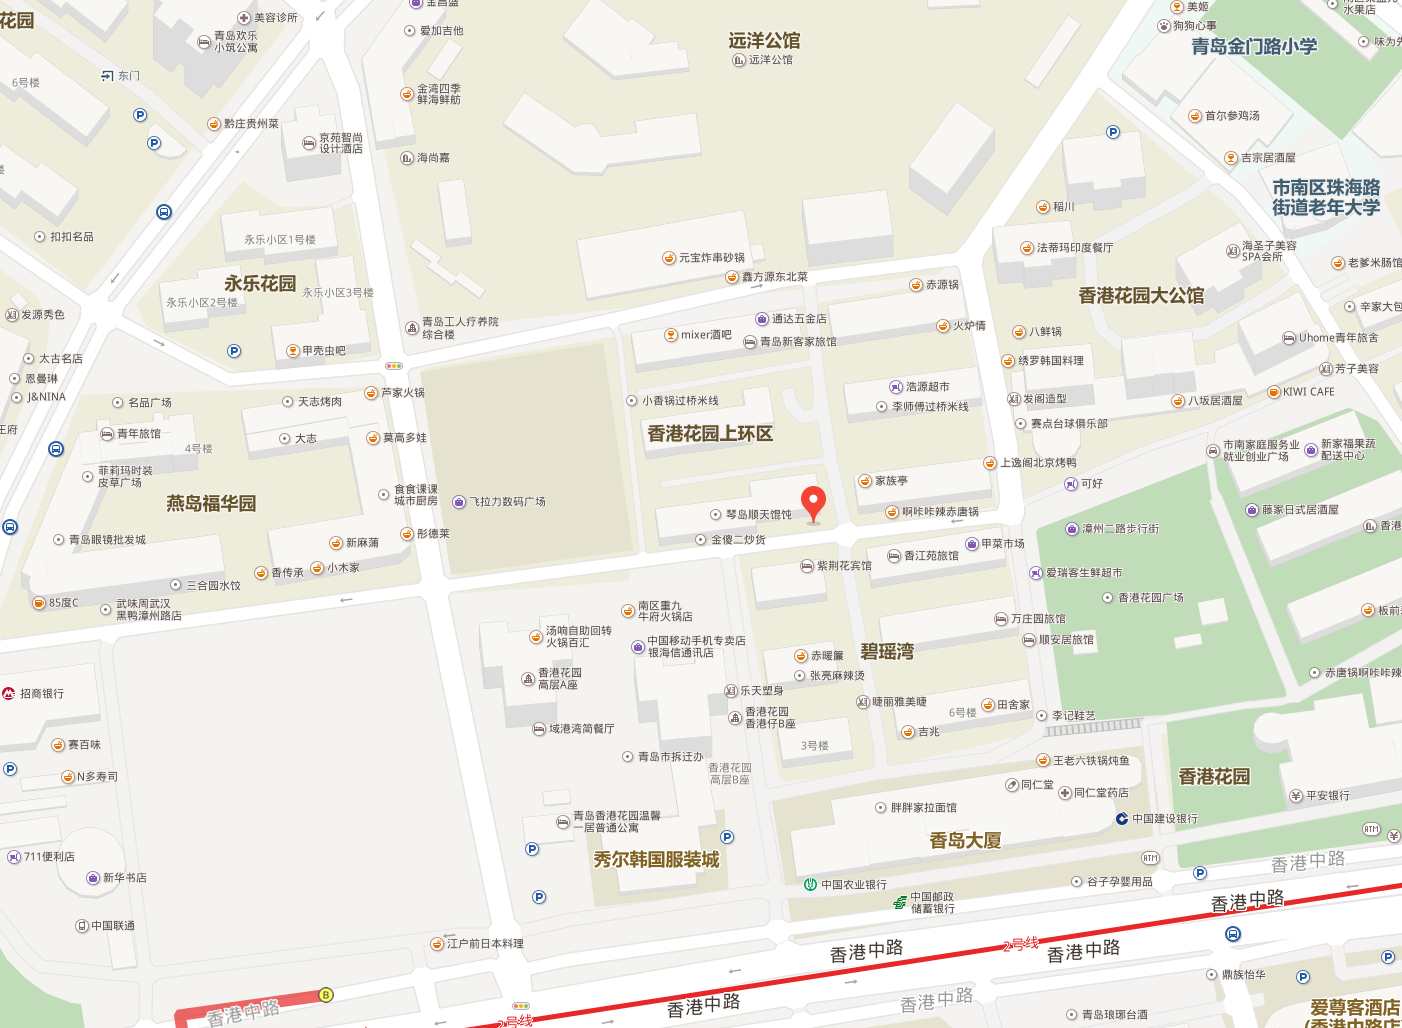 花园
美容诊所
金晶盛
爱加吉他
远洋公馆
远洋公馆
美姬
狗狗心事
青岛金门路小学
水果店
味为先
青岛欢乐
小筑公寓
6号楼
东门
金湾四季
鲜海鲜舫
黔庄贵州菜
京苑智尚
设计酒店
海尚嘉
首尔参鸡汤
吉宗居酒屋
市南区珠海路
街道老年大学
稻川
扣扣名品
永乐小区1号楼
永乐花园
永乐小区2号楼
永乐小区3号楼
元宝炸串砂锅
鑫方源东北菜
法蒂玛印度餐厅
海圣子美容
SPA会所
老爹米肠馆
赤源锅
香港花园大公馆
辛家大包
发源秀色
青岛工人疗养院
综合楼
通达五金店
火炉情
八鲜锅
mixer酒吧
青岛新客家旅馆
Uhome青年旅舍
太古名店
甲壳虫吧
绣罗韩国料理
芳子美容
恩曼琳
J&NINA
芦家火锅
浩源超市
KIWI CAFE
名品广场
天志烤肉
小香锅过桥米线
李师傅过桥米线
发阁造型
八坂居酒屋
王府
青年旅馆
大志
莫高多娃
香港花园上环区
赛点台球俱乐部
4号楼
市南家庭服务业
就业创业广场
新家福果蔬
配送中心
菲莉玛时装
皮草广场
上逸阁北京烤鸭
可好
燕岛福华园
食食课课
城市厨房
飞拉力数码广场
家族亭
琴岛顺天馄饨
啊咔咔辣赤唐锅
藤家日式居酒屋
香港
青岛眼镜批发城
新麻蒲
彤德莱
金傻二炒货
漳州二路步行街
甲菜市场
香江苑旅馆
小木家
香传承
紫荆花宾馆
爱瑞客生鲜超市
三合园水饺
85度C
武味周武汉
黑鸭漳州路店
南区重九
牛府火锅店
香港花园广场
板前
汤响自助回转
火锅百汇
中国移动手机专卖店
银海信通讯店
万庄园旅馆
顺安居旅馆
赤暖簾
碧瑶湾
香港花园
高层A座
张亮麻辣烫
赤唐锅啊咔咔辣
招商银行
乐天塑身
睫丽雅美睫
田舍家
6号楼
李记鞋艺
香港花园
香港仔B座
域港湾简餐厅
吉兆
赛百味
3号楼
青岛市拆迁办
香港花园
高层B座
王老六铁锅炖鱼
N多寿司
同仁堂
同仁堂药店
香港花园
平安银行
胖胖家拉面馆
中国建设银行
青岛香港花园温馨
一居普通公寓
香岛大厦
ATM
711便利店
秀尔韩国服装城
ATM
香港中路
新华书店
中国农业银行
谷子孕婴用品
中国邮政
储蓄银行
香港中路
中国联通
江户前日本料理
香港中路
2号线
香港中路
鼎族怡华
香港中路
香港中路
香港中路
2号线
青岛琅琊台店
爱尊客酒店
(香港中路店